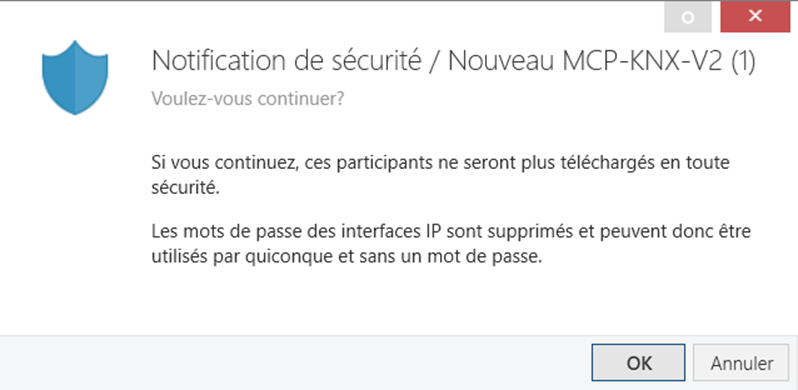 Notification de sécurité / Nouveau MCP-KNX-V2 (1)
Voulez-vous continuer?
Si vous continuez, ces participants ne seront plus téléchargés en toute
sécurité.
Les mots de passe des interfaces IP sont supprimés et peuvent donc être
utilisés par quiconque et sans un mot de passe.
OK
Annuler